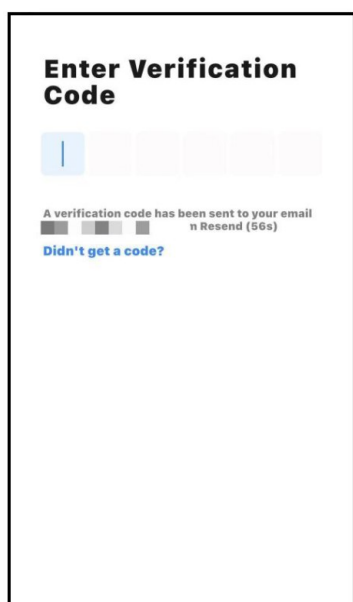 Enter Verification
Code
A verification code has been sent to your email
n Resend (56s)
Didn't get a code?